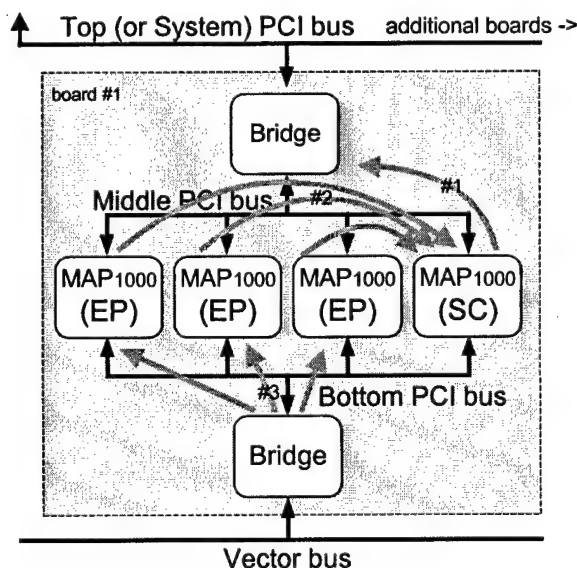 Top (or System) PCI bus
additional boards ->
board #1
Bridge
#1
Middle PCI bus
#2
MAP1000
(EP)
MAP1000
(EP)
MAP1000
(EP)
MAP1000
(SC)
#3
Bottom PCI bus
Bridge
Vector bus